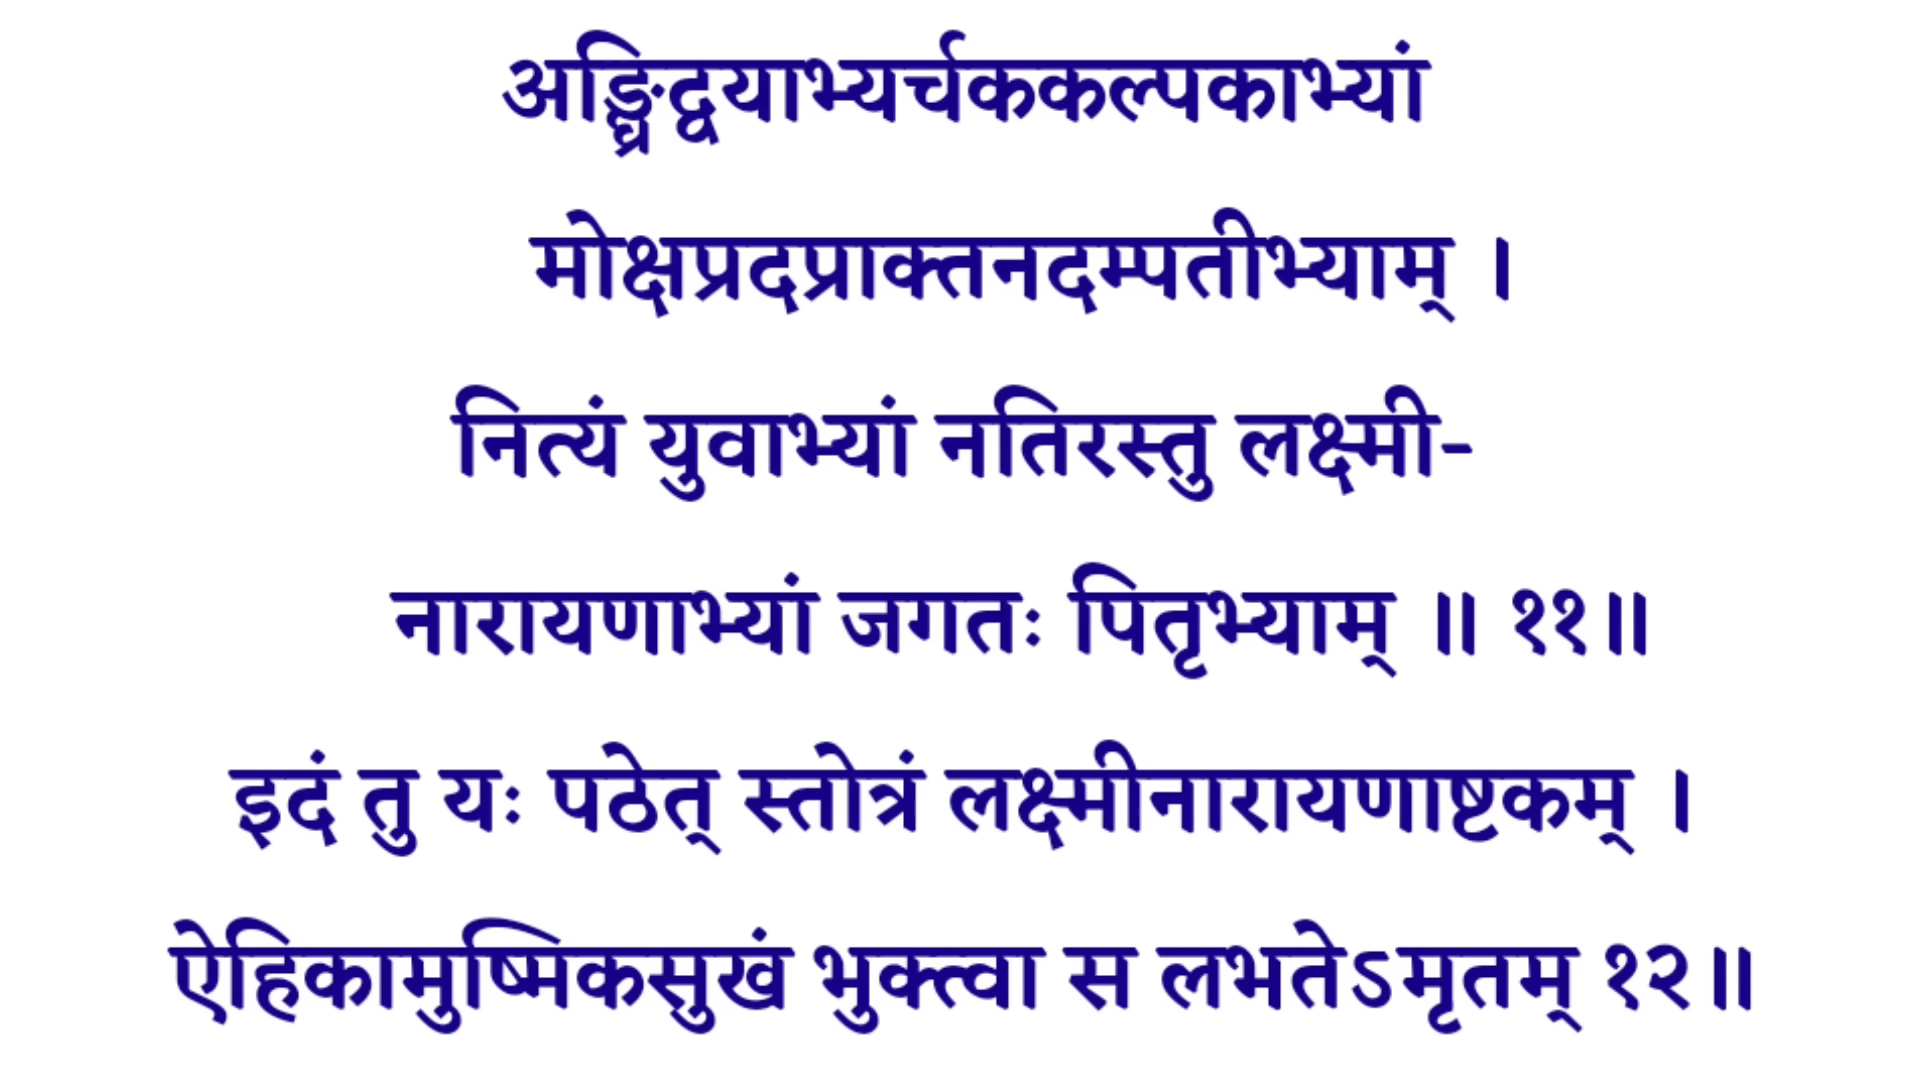 अङ्घ्रिद्वयाभ्यर्चककल्पकाभ्यां
मोक्षप्रदप्राक्तनदम्पतीभ्याम् ।
नित्यं युवाभ्यां नतिरस्तु लक्ष्मी-
नारायणाभ्यां जगतः पितृभ्याम् ॥ ११॥
इदं तु यः पठेत् स्तोत्रं लक्ष्मीनारायणाष्टकम् ।
ऐहिकामुष्मिकसुखं भुक्त्वा स लभतेऽमृतम् १२॥